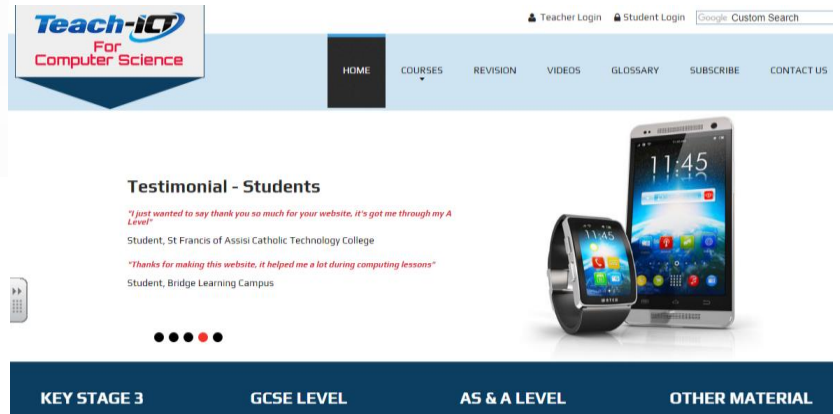 Teach-iCT
For
Computer Science
Teacher Login
Student Login
Google Custom Search
HOME
COURSES
REVISION
VIDEOS
GLOSSARY
SUBSCRIBE
CONTACT US
Testimonial - Students
"I just wanted to say thank you so much for your website, it's got me through my A
Level"
Student, St Francis of Assisi Catholic Technology College
"Thanks for making this website, it helped me a lot during computing lessons"
Student, Bridge Learning Campus
11:45
11:45
WATCH
KEY STAGE 3
GCSE LEVEL
AS & A LEVEL
OTHER MATERIAL